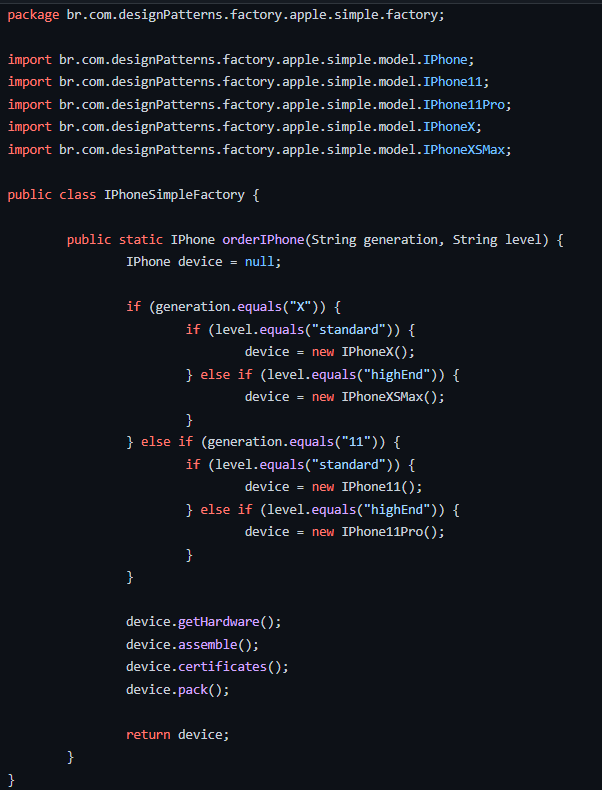 package br.com.designPatterns.factory.apple.simple.factory;
import br.com.designPatterns.factory.apple.simple.model.IPhone;
import br.com.designPatterns.factory.apple.simple.model.IPhone11;
import br.com.designPatterns.factory.apple.simple.model.IPhone11Pro;
import br.com.designPatterns.factory.apple.simple.model.IPhoneX;
import br.com.designPatterns.factory.apple.simple.model.IPhoneXSMax;
public class IPhoneSimpleFactory {
public static IPhone orderIPhone(String generation, String level) {
IPhone device = null;
if (generation.equals("X")) {
if (level.equals("standard")) {
device = new IPhoneX();
} else if (level.equals("highEnd")) {
device = new IPhoneXSMax();
}
} else if (generation.equals("11")) {
if (level.equals("standard")) {
device = new IPhone11();
} else if (level.equals("highEnd")) {
device = new IPhone11Pro();
}
}
device.getHardware();
device.assemble();
device.certificates();
device.pack();
return device;
}
}